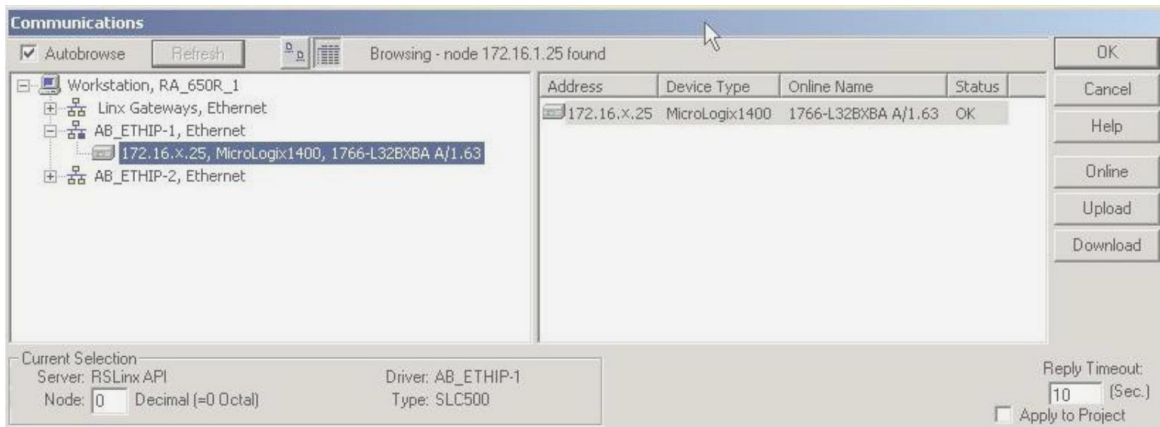 Communications
Autobrowse
Refresh
Browsing - node 172.16.1.25 found
Workstation, RA_650R_1
Linx Gateways, Ethernet
AB_ETHIP-1, Ethernet
172.16.X.25, MicroLogix1400, 1766-L32BXBA A/1.63
AB_ETHIP-2, Ethernet
Address Device Type Online Name Status
172.16.X.25 MicroLogix1400 1766-L32BXBA A/1.63 OK
OK
Cancel
Help
Online
Upload
Download
Current Selection
Server: RSLinx API Driver: AB_ETHIP-1
Node: 0 Decimal (=0 Octal) Type: SLC500
Reply Timeout:
10 (Sec.)
Apply to Project